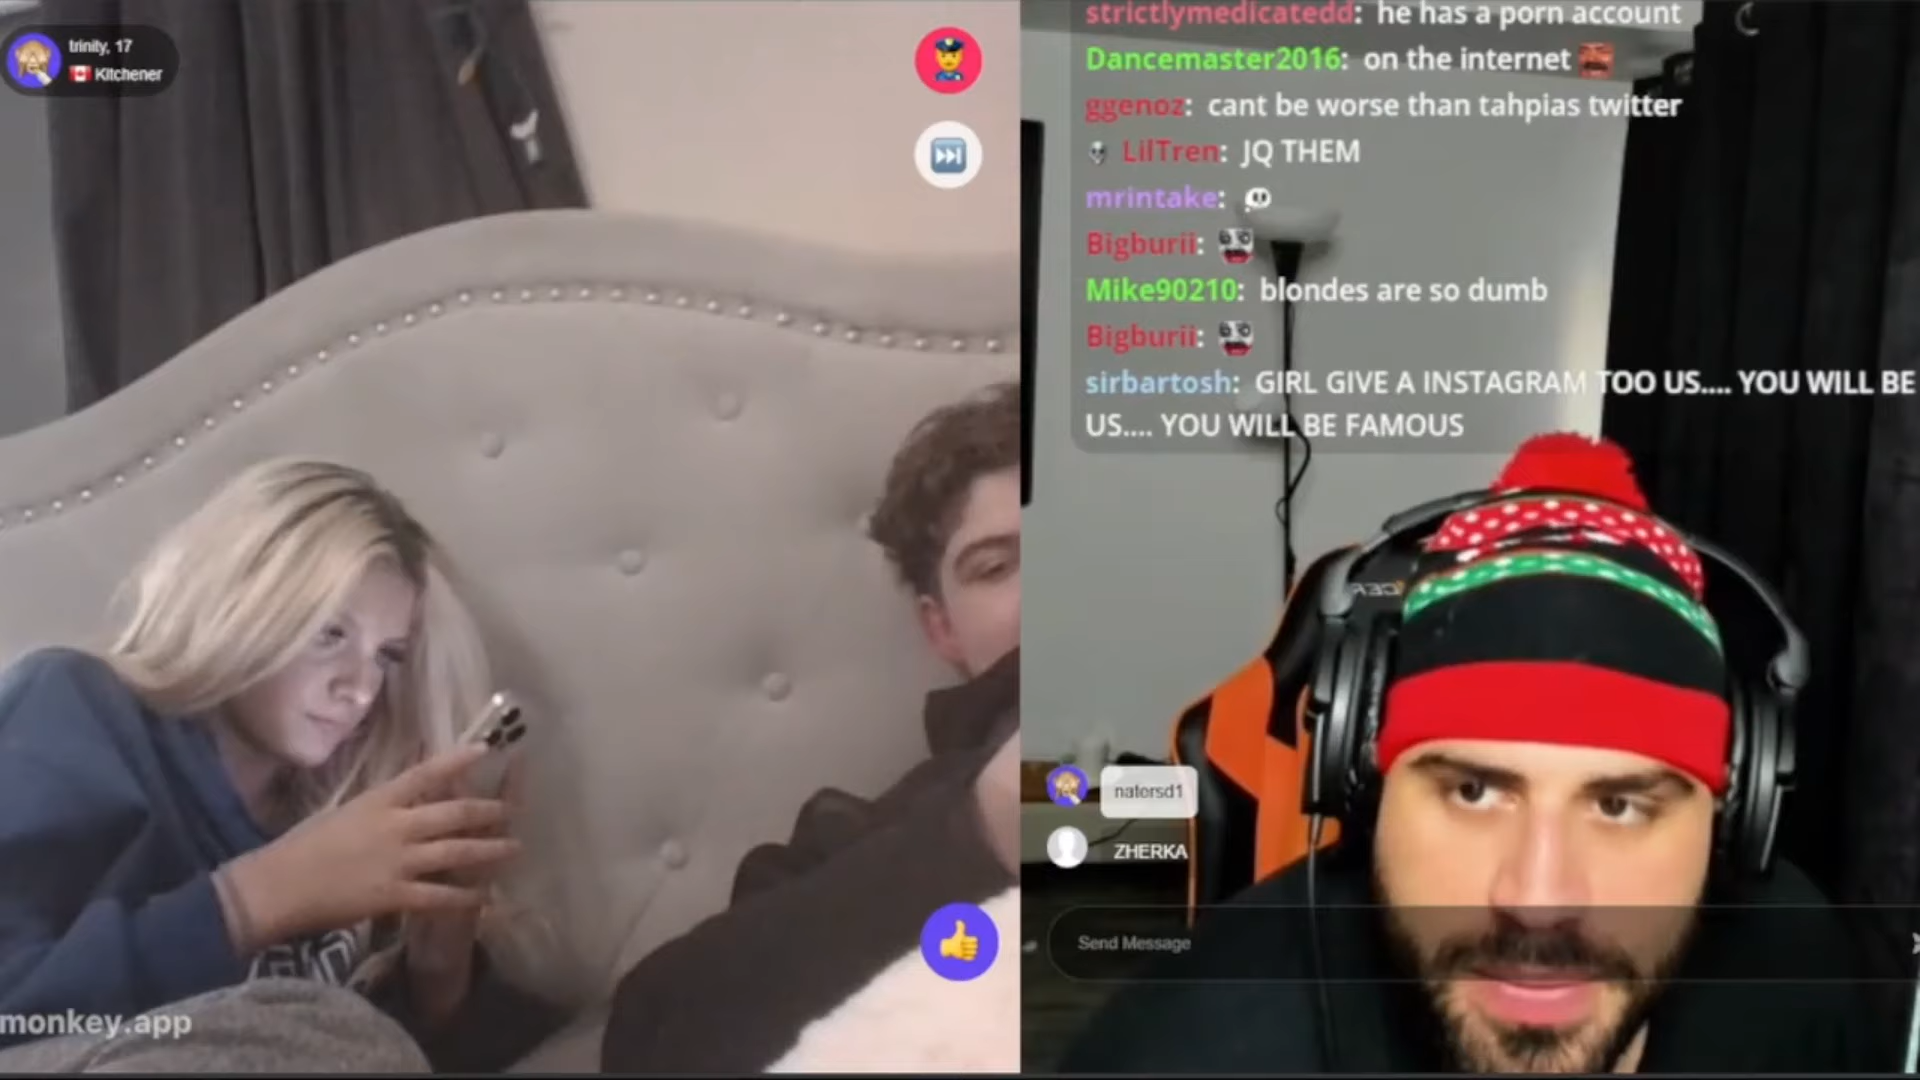 trinity, 17
Kitchener
strictlymedicatedd: he has a porn account
Dancemaster2016: on the internet
ggenoz: cant be worse than tahpias twitter
LilTren: JQ THEM
mrintake:
Bigburii:
Mike90210: blondes are so dumb
Bigburii:
sirbartosh: GIRL GIVE A INSTAGRAM TOO US.... YOU WILL BE
US.... YOU WILL BE FAMOUS
natersd1
ZHERKA
Send Message
monkey.app